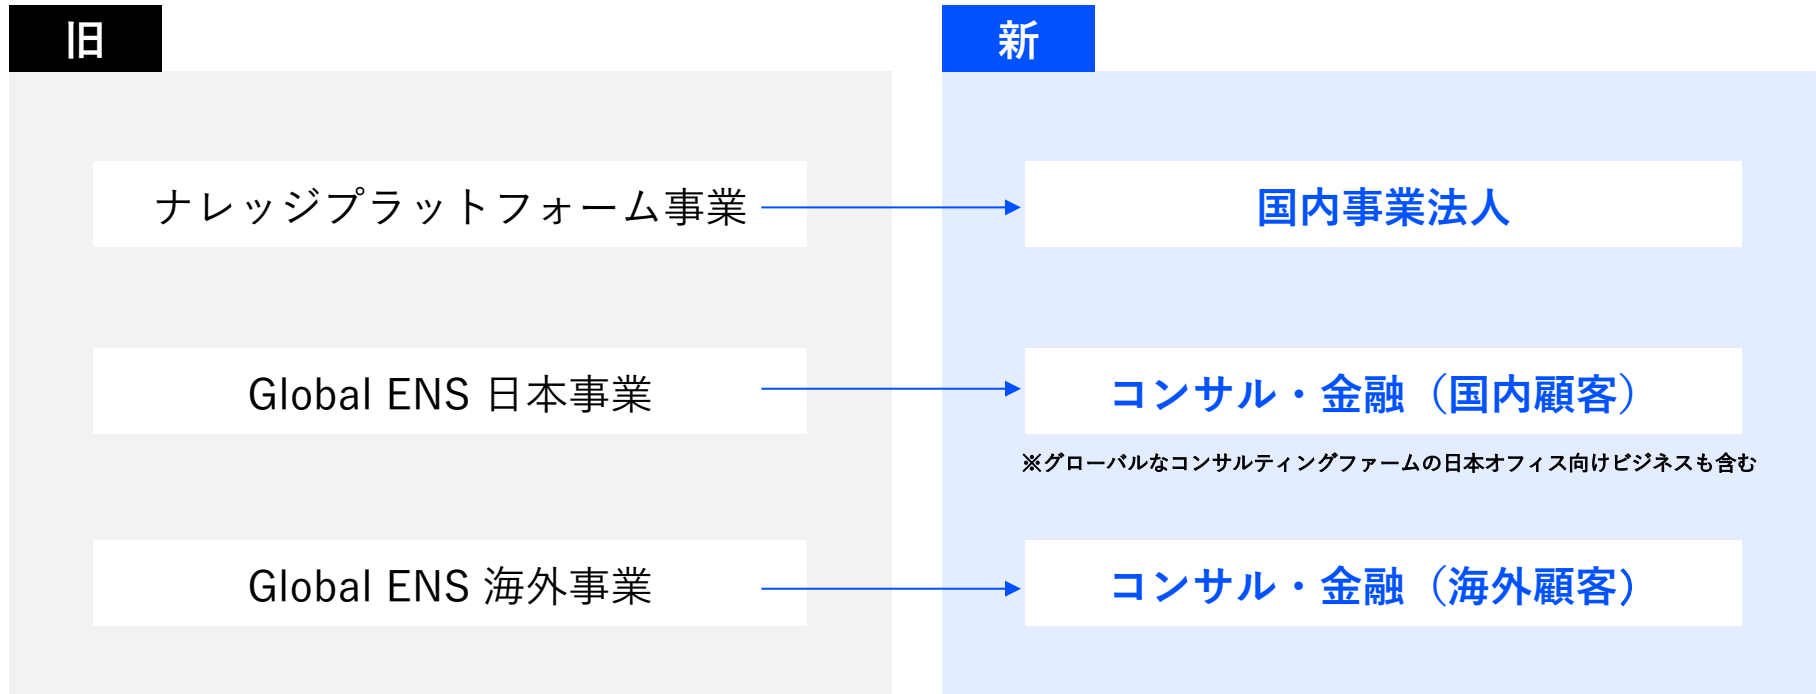 旧
新
ナレッジプラットフォーム事業
国内事業法人
Global ENS 日本事業
コンサル・金融（国内顧客）
※グローバルなコンサルティングファームの日本オフィス向けビジネスも含む
Global ENS 海外事業
コンサル・金融（海外顧客）